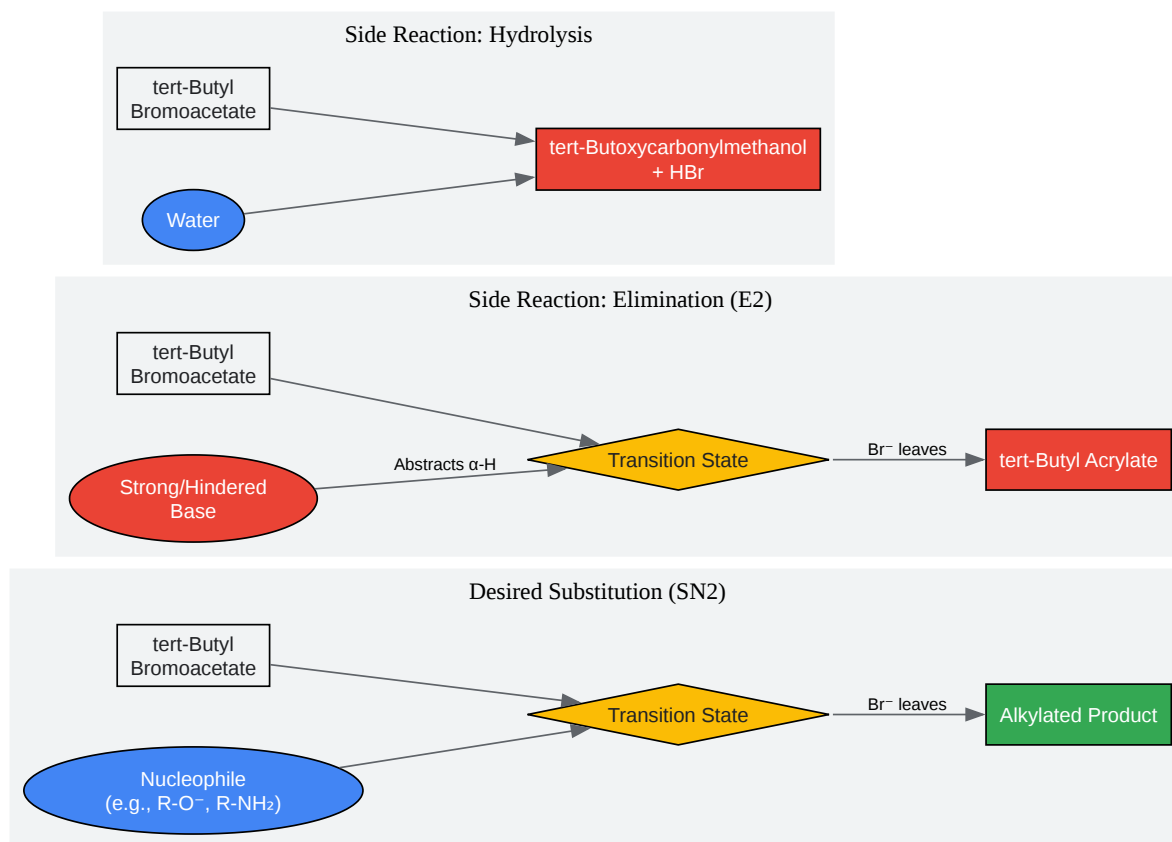 Side Reaction: Hydrolysis
tert-Butyl
Bromoacetate
tert-Butoxycarbonylmethanol
+ HBr
Water
Side Reaction: Elimination (E2)
tert-Butyl
Bromoacetate
Abstracts α-H
Transition State
Br⁻ leaves
tert-Butyl Acrylate
Strong/Hindered
Base
Desired Substitution (SN2)
tert-Butyl
Bromoacetate
Transition State
Br⁻ leaves
Alkylated Product
Nucleophile
(e.g., R-O⁻, R-NH₂)